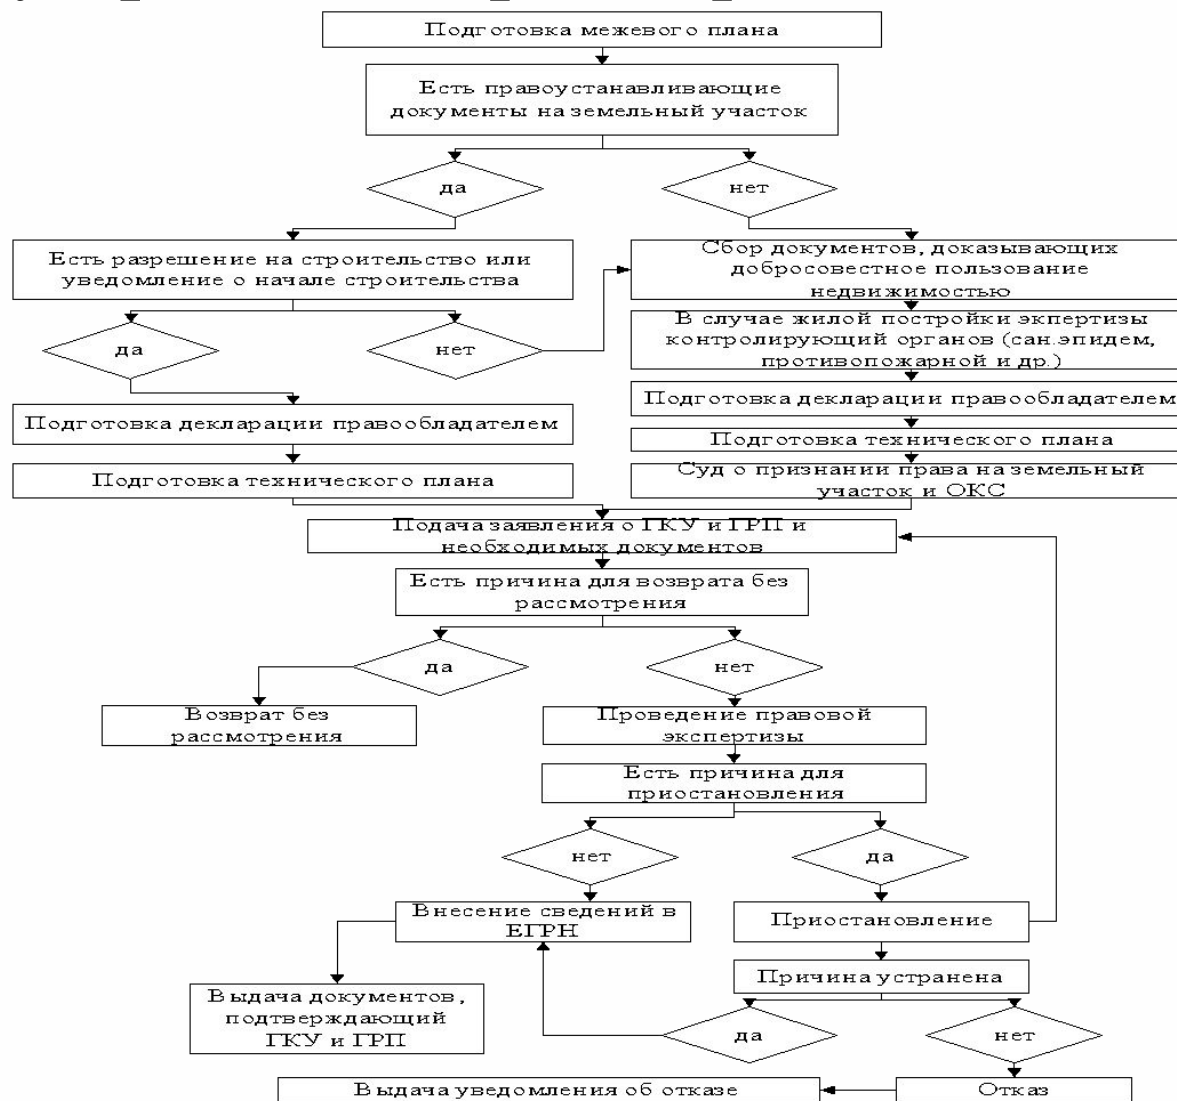 Подготовка межевого плана
Есть правоустанавливающие
документы на земельный участок
да
нет
Есть разрешение на строительство или
уведомление о начале строительства
Сбор документов, доказывающих
добросовестное пользование
недвижимостью
да
нет
В случае жилой постройки экпертизы
контролирующий органов (сан.эпидем,
противопожарной и др.)
Подготовка декларации правообладателем
Подготовка декларации правообладателем
Подготовка технического плана
Подготовка технического плана
Суд о признании права на земельный
участок и ОКС
Подача заявления о ГКУ и ГРП и
необходимых документов
Есть причина для возврата без
рассмотрения
да
нет
Возврат без
рассмотрения
Проведение правовой
экспертизы
Есть причина для
приостановления
нет
да
Внесение сведений в
ЕГРН
Приостановление
Причина устранена
Выдача документов,
подтверждающий
ГКУ и ГРП
да
нет
Выдача уведомления об отказе
Отказ